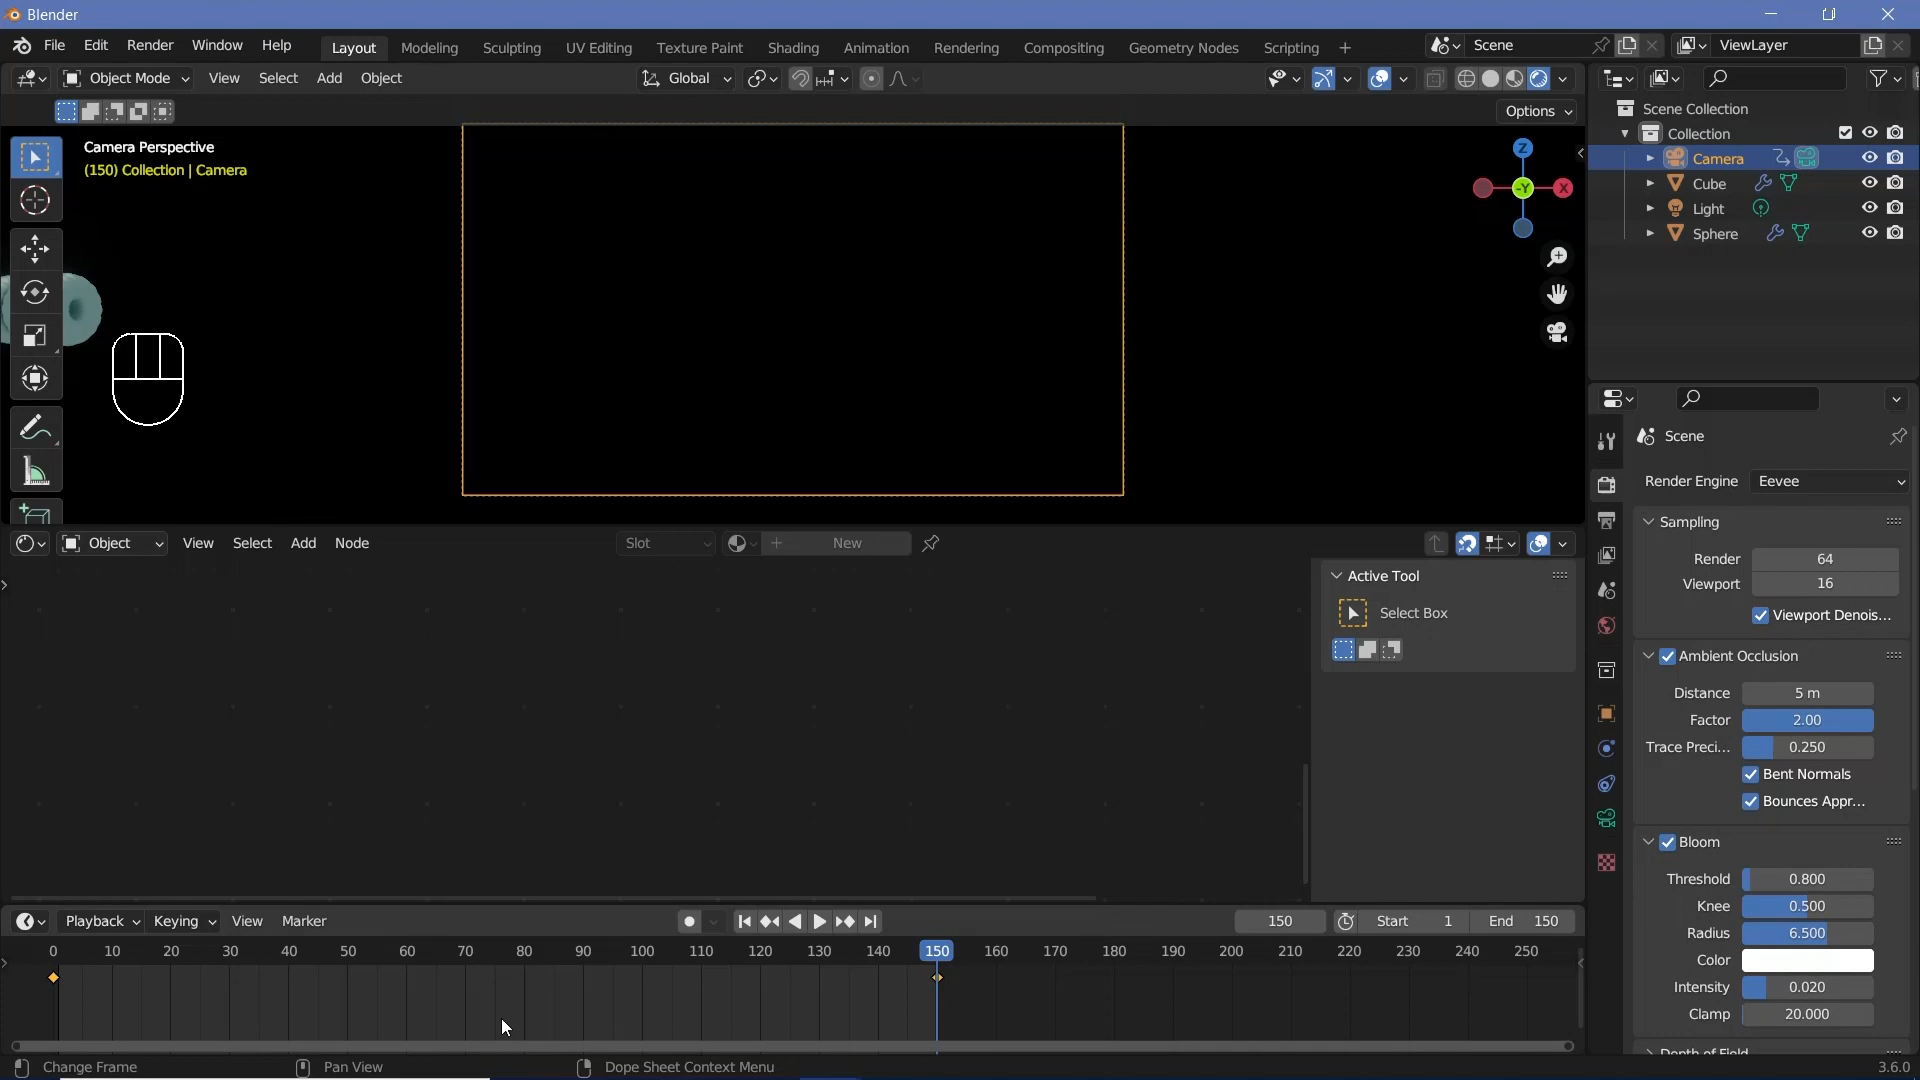 Blender
File Edit Render Window Help Layout Modeling Sculpting UV Editing Texture Paint Shading Animation Rendering Compositing Geometry Nodes Scripting + Scene ViewLayer
Object Mode View Select Add Object Global
Options
Camera Perspective
(150) Collection | Camera
Z
-Y X
Scene Collection
Collection
Camera
Cube
Light
Sphere
Scene
Render Engine Eevee
Sampling
Render 64
Viewport 16
Viewport Denois...
Ambient Occlusion
Distance 5 m
Factor 2.00
Trace Preci... 0.250
Bent Normals
Bounces Appr...
Bloom
Threshold 0.800
Knee 0.500
Radius 6.500
Color
Intensity 0.020
Clamp 20.000
Depth of Field
Object View Select Add Node Slot New
Active Tool
Select Box
Playback Keying View Marker 150 Start 1 End 150
0 10 20 30 40 50 60 70 80 90 100 110 120 130 140 150 160 170 180 190 200 210 220 230 240 250
Change Frame Pan View Dope Sheet Context Menu 3.6.0